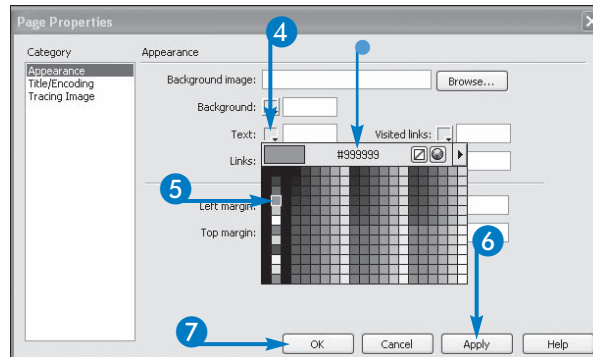 Page Properties
Category
Appearance
Title/Encoding
Tracing Image
Appearance
Background image:
Browse...
Background:
Text:
Visited links:
Links:
#999999
Left margin:
Top margin:
OK
Cancel
Apply
Help
4
5
6
7